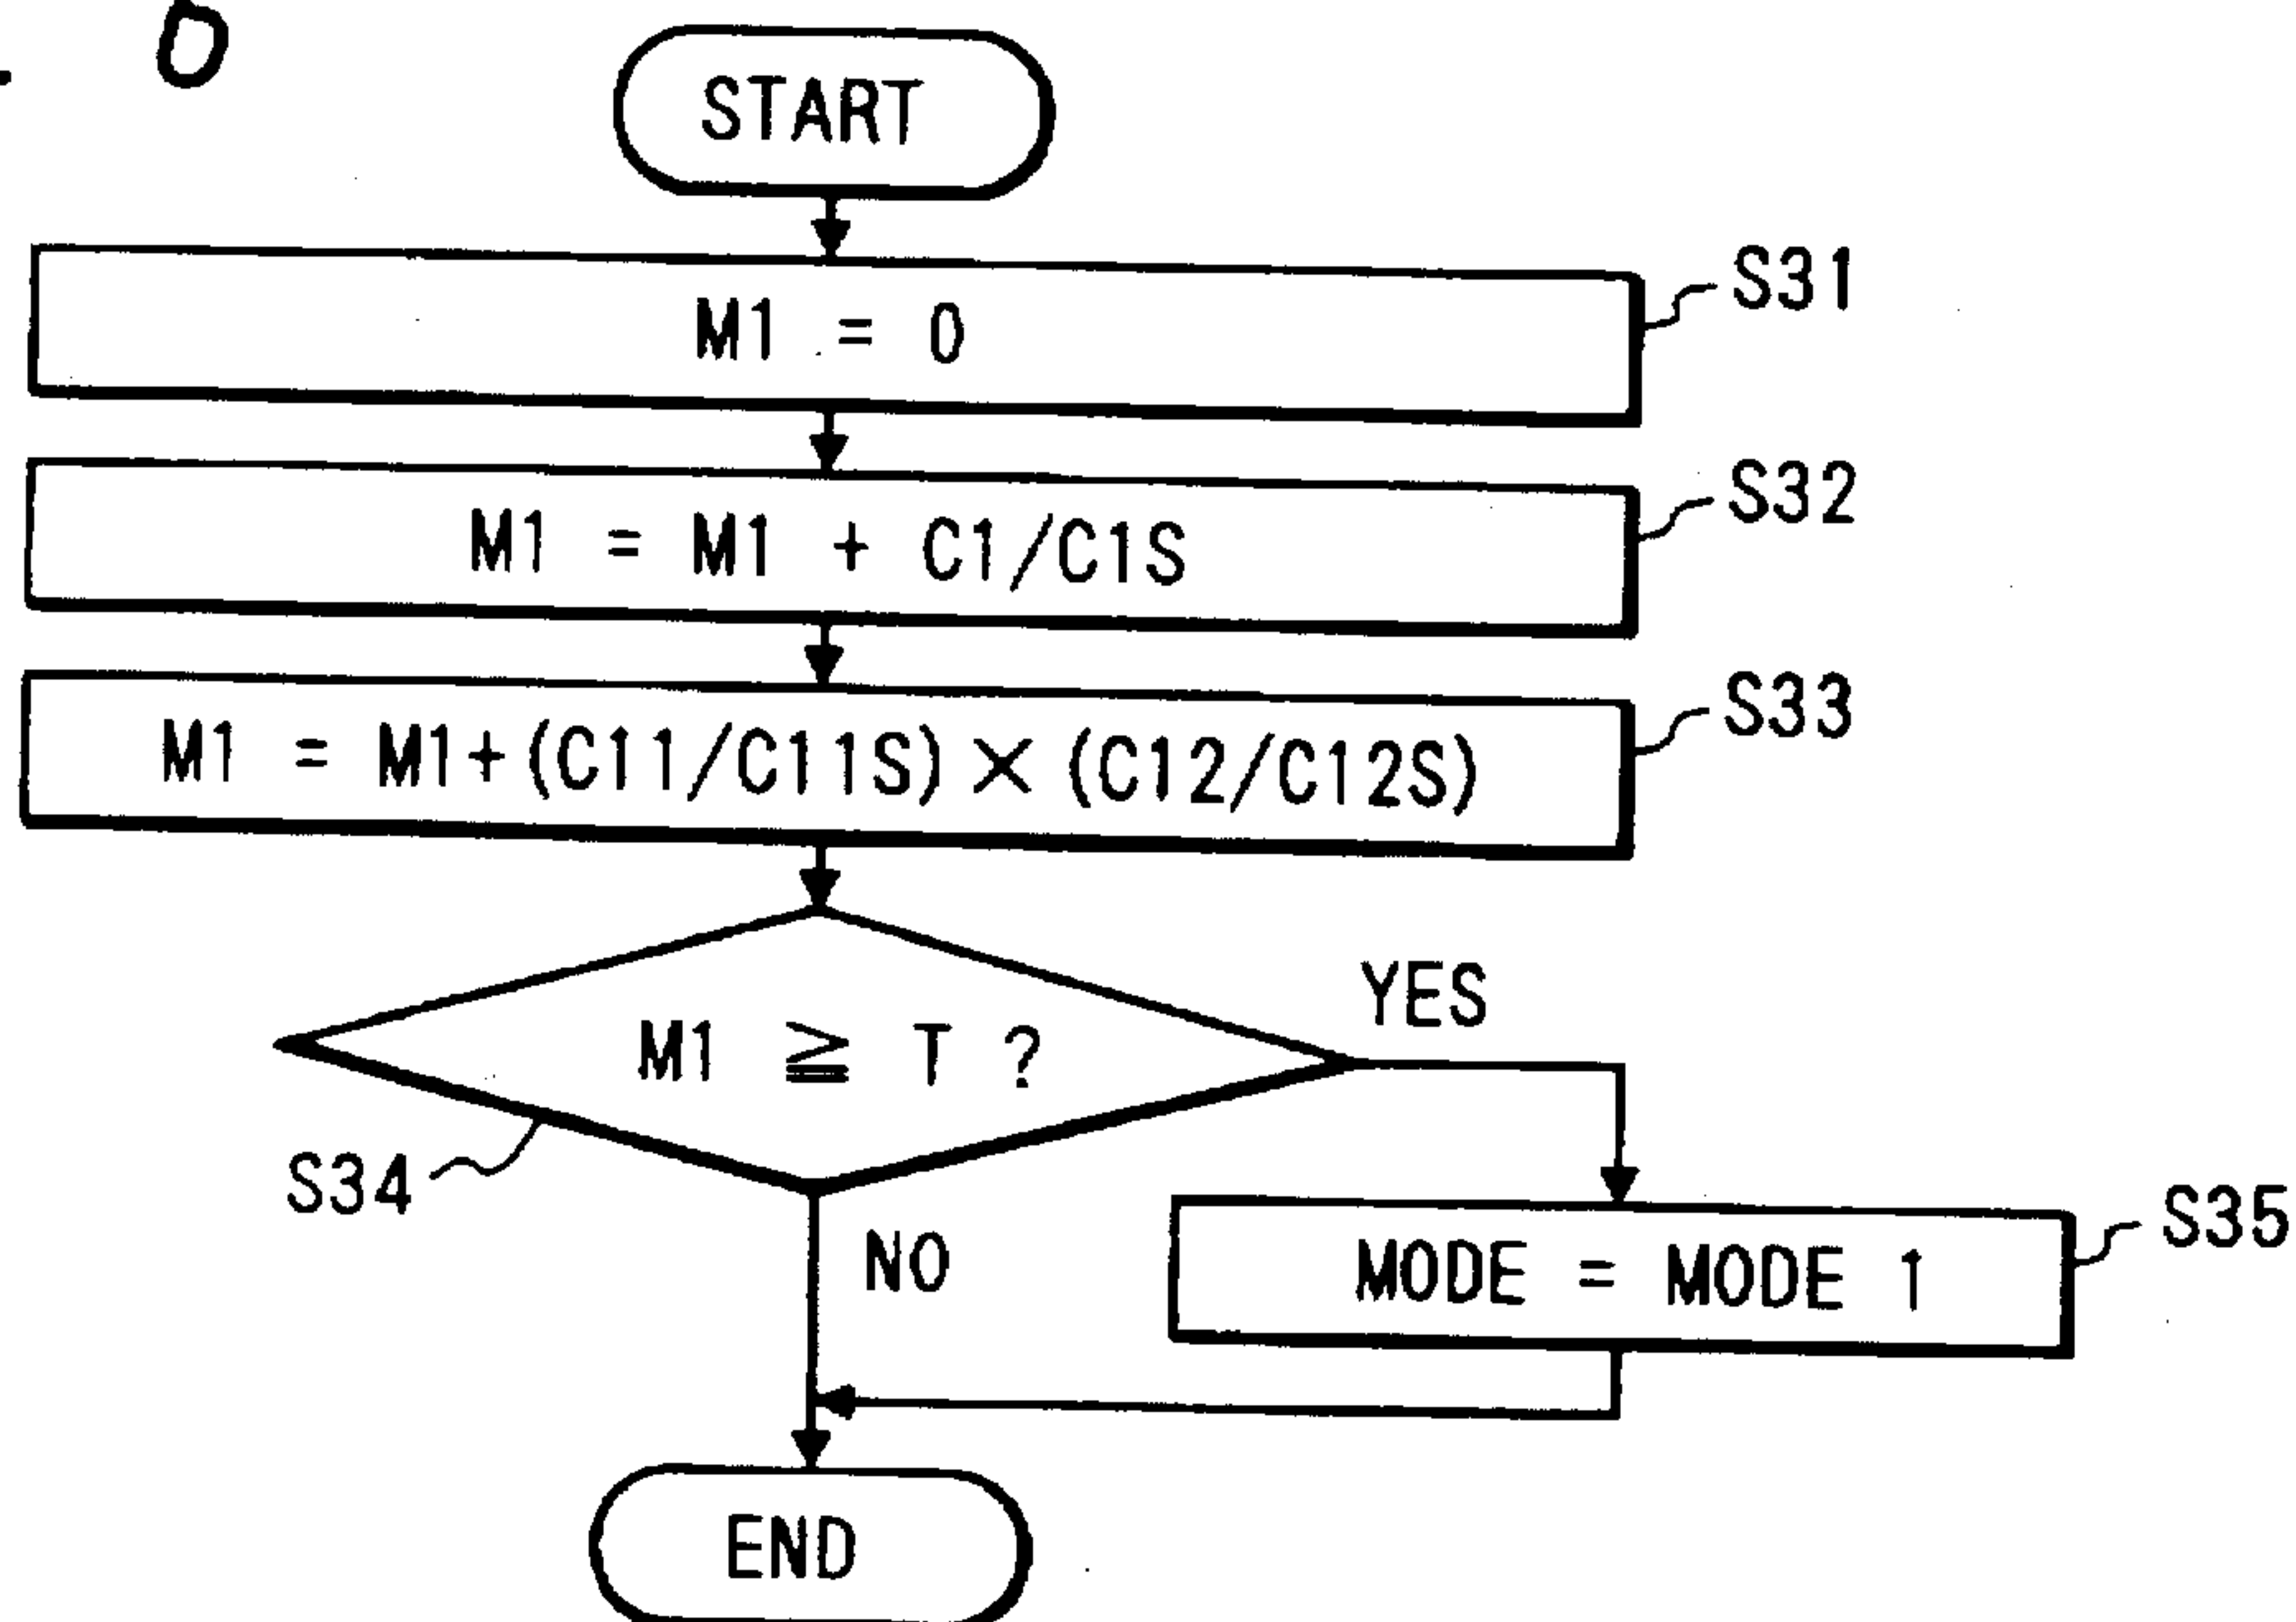 START
M1 = 0
S31
M1 = M1 + C1/C1S
S32
M1 = M1+(C11/C11S)×(C12/C12S)
S33
M1 ≧ T ?
YES
S34
NO
MODE = MODE 1
S35
END